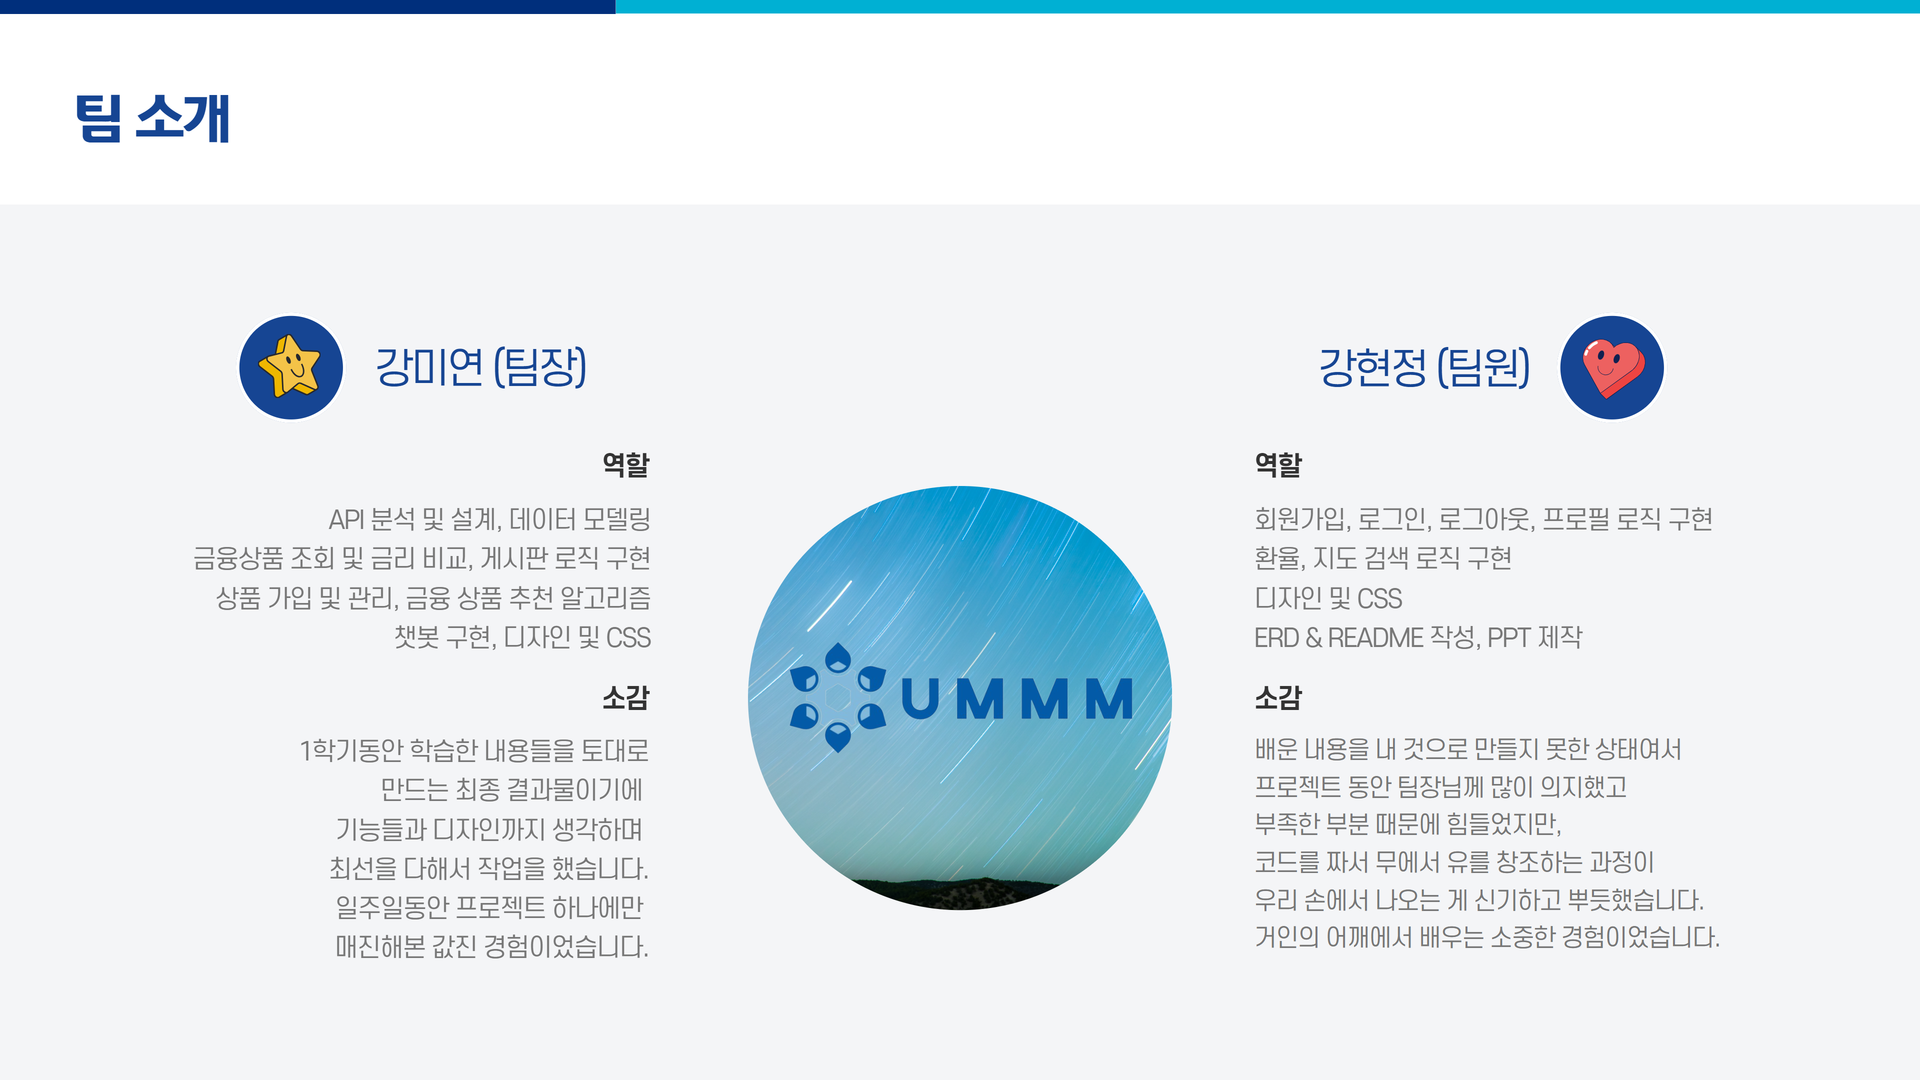 팀 소개
강미연 (팀장)
역할
API 분석 및 설계, 데이터 모델링
금융상품 조회 및 금리 비교, 게시판 로직 구현
상품 가입 및 관리, 금융 상품 추천 알고리즘
챗봇 구현, 디자인 및 CSS
소감
1학기동안 학습한 내용들을 토대로
만드는 최종 결과물이기에
기능들과 디자인까지 생각하며
최선을 다해서 작업을 했습니다.
일주일동안 프로젝트 하나에만
매진해본 값진 경험이었습니다.
UMMM
강현정 (팀원)
역할
회원가입, 로그인, 로그아웃, 프로필 로직 구현
환율, 지도 검색 로직 구현
디자인 및 CSS
ERD & README 작성, PPT 제작
소감
배운 내용을 내 것으로 만들지 못한 상태여서
프로젝트 동안 팀장님께 많이 의지했고
부족한 부분 때문에 힘들었지만,
코드를 짜서 무에서 유를 창조하는 과정이
우리 손에서 나오는 게 신기하고 뿌듯했습니다.
거인의 어깨에서 배우는 소중한 경험이었습니다.